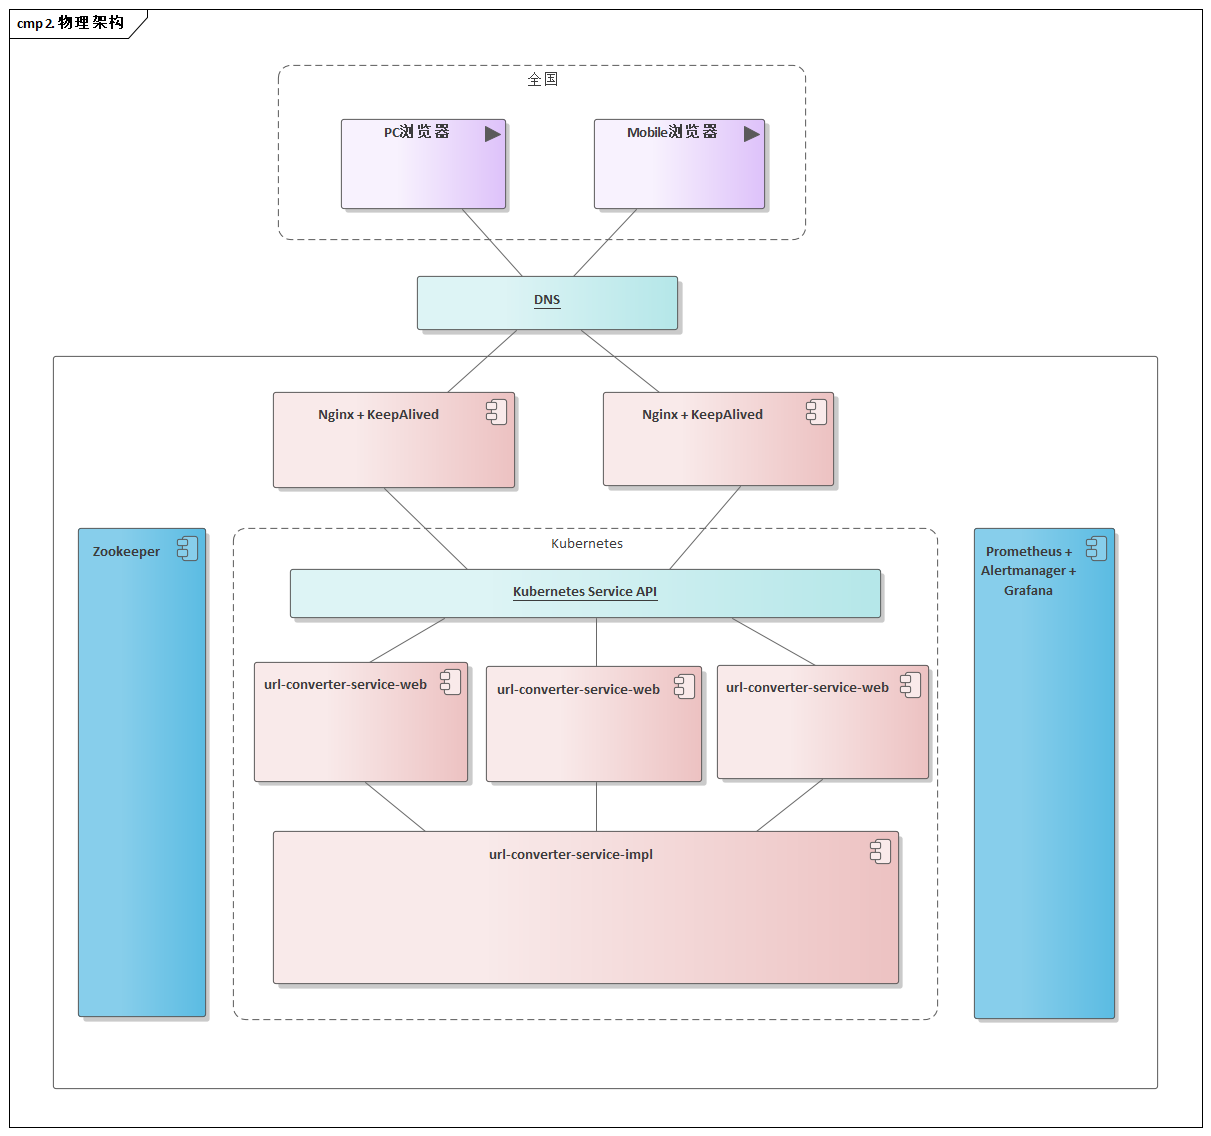 cmp 2. 物理架构
全国
PC浏览器
Mobile浏览器
DNS
Nginx + KeepAlived
Nginx + KeepAlived
Zookeeper
Kubernetes
Prometheus +
Alertmanager +
Grafana
Kubernetes Service API
url-converter-service-web
url-converter-service-web
url-converter-service-web
url-converter-service-impl